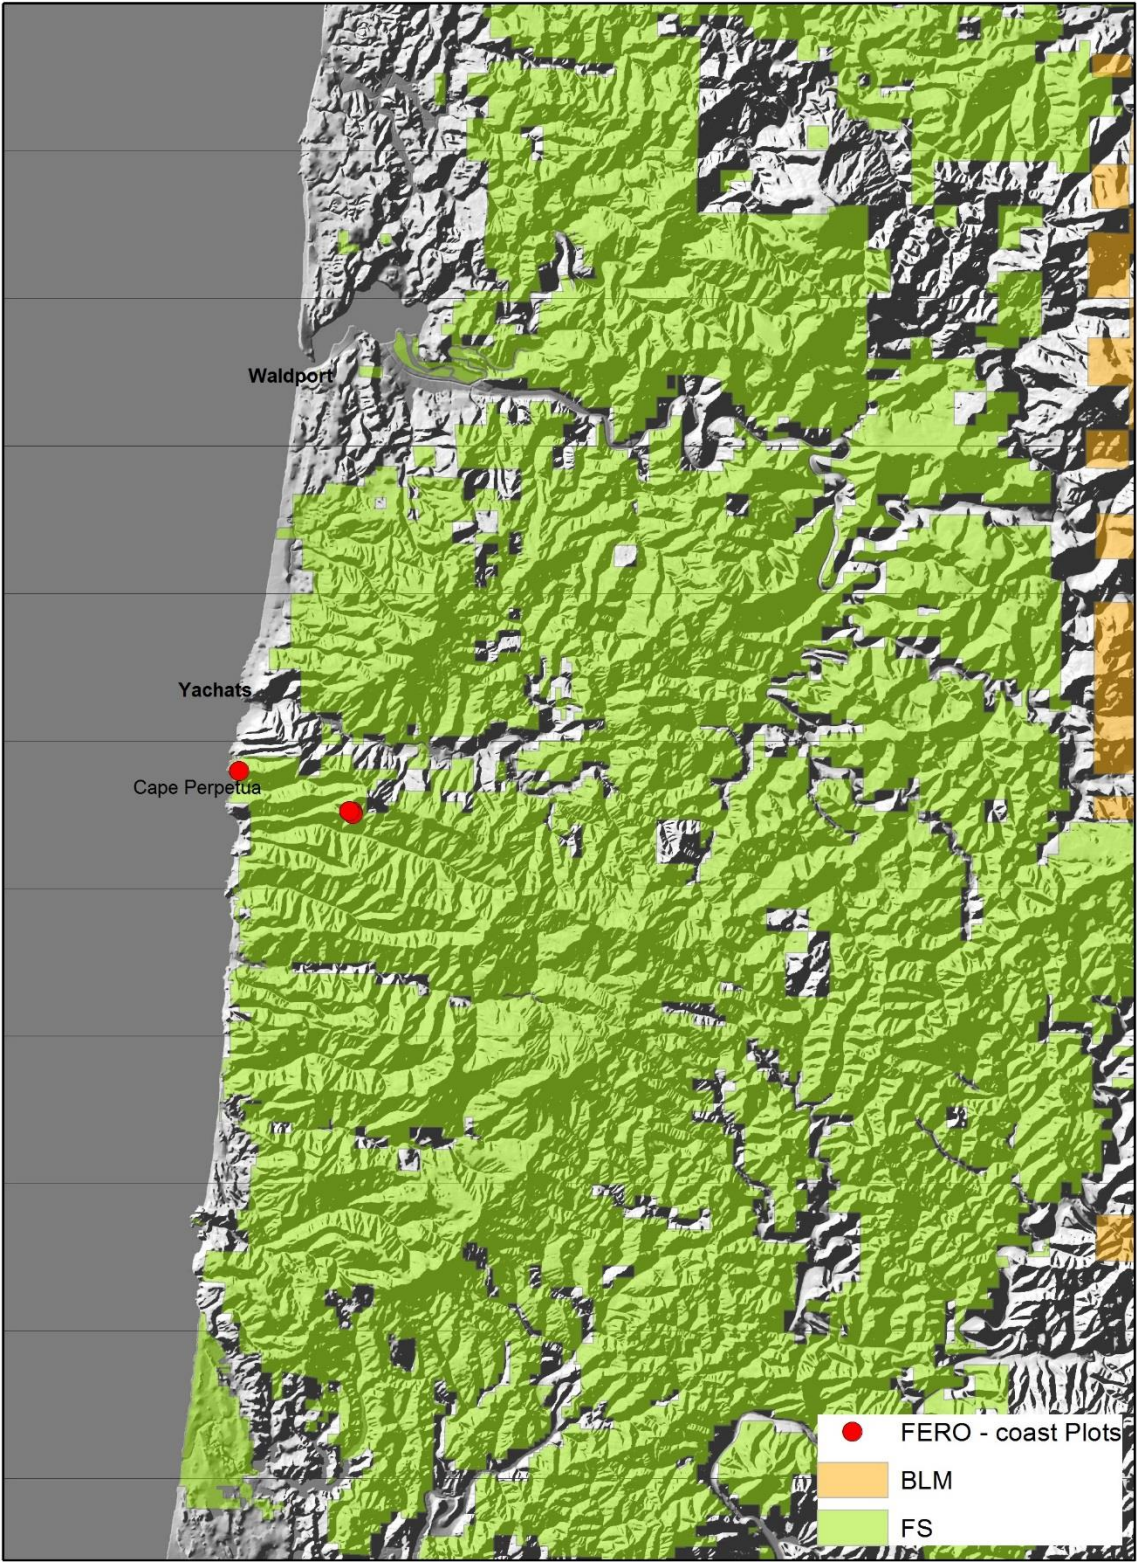 Waldport
Yachats
Cape Perpetua
FERO - coast Plots
BLM
FS